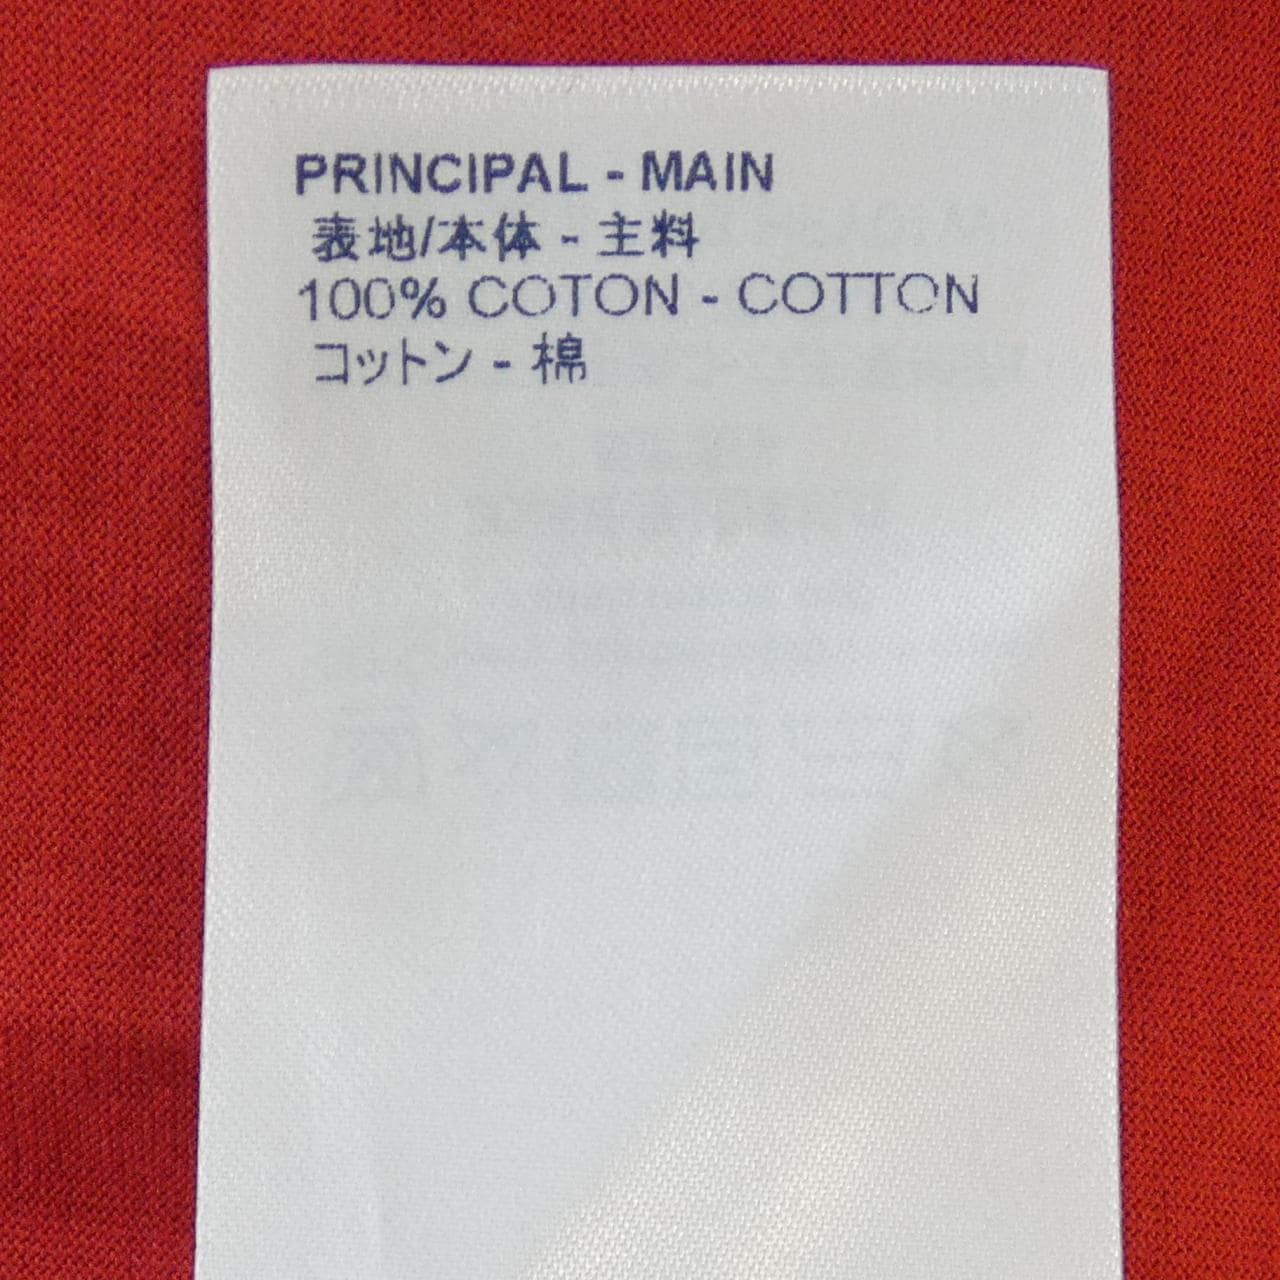 PRINCIPAL - MAIN
表地/本体 - 主料
100% COTON - COTTON
コットン - 棉